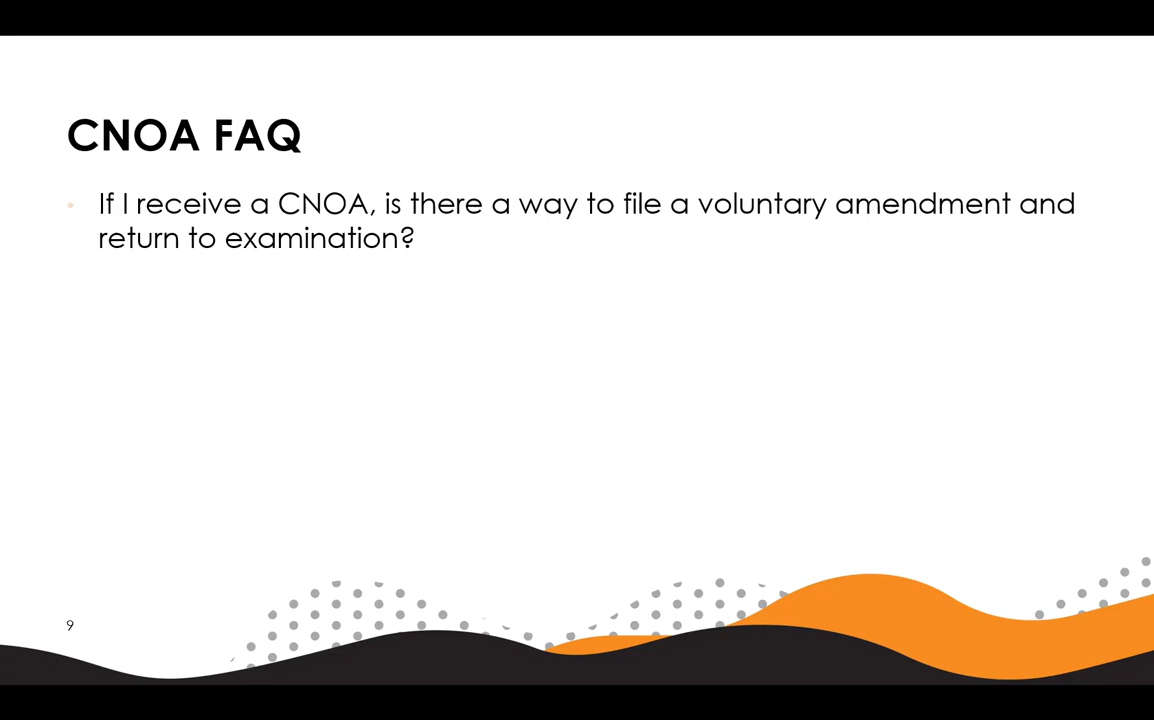 CNOA FAQ
• If I receive a CNOA, is there a way to file a voluntary amendment and
return to examination?
9